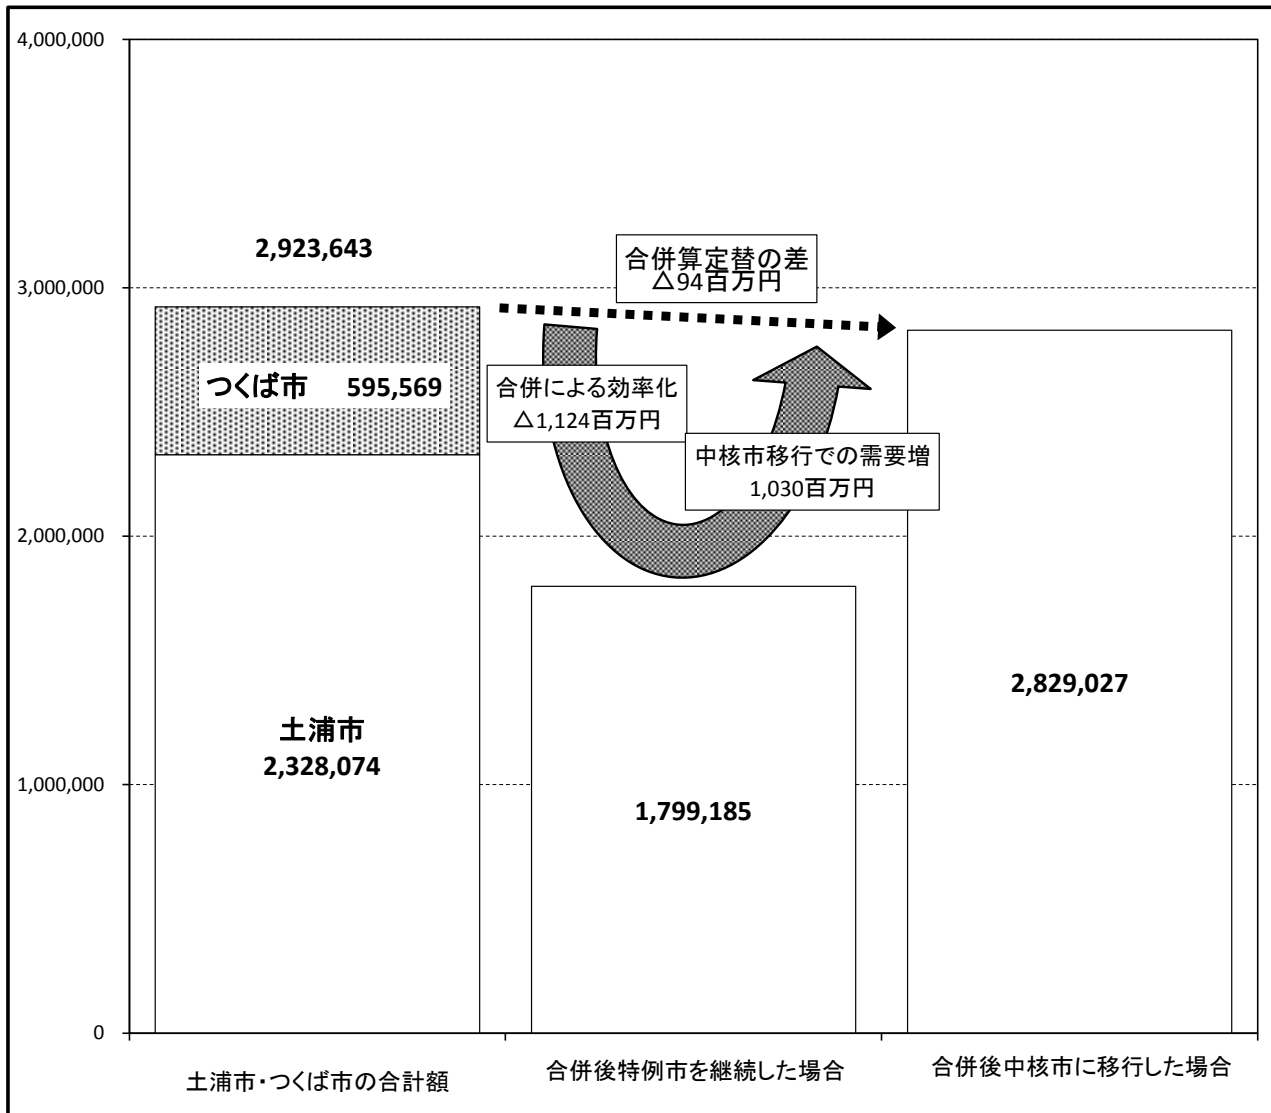 4,000,000
3,000,000
2,000,000
1,000,000
0
2,923,643
つくば市 595,569
土浦市
2,328,074
合併算定替の差
△94百万円
合併による効率化
△1,124百万円
中核市移行での需要増
1,030百万円
1,799,185
2,829,027
土浦市・つくば市の合計額
合併後特例市を継続した場合
合併後中核市に移行した場合